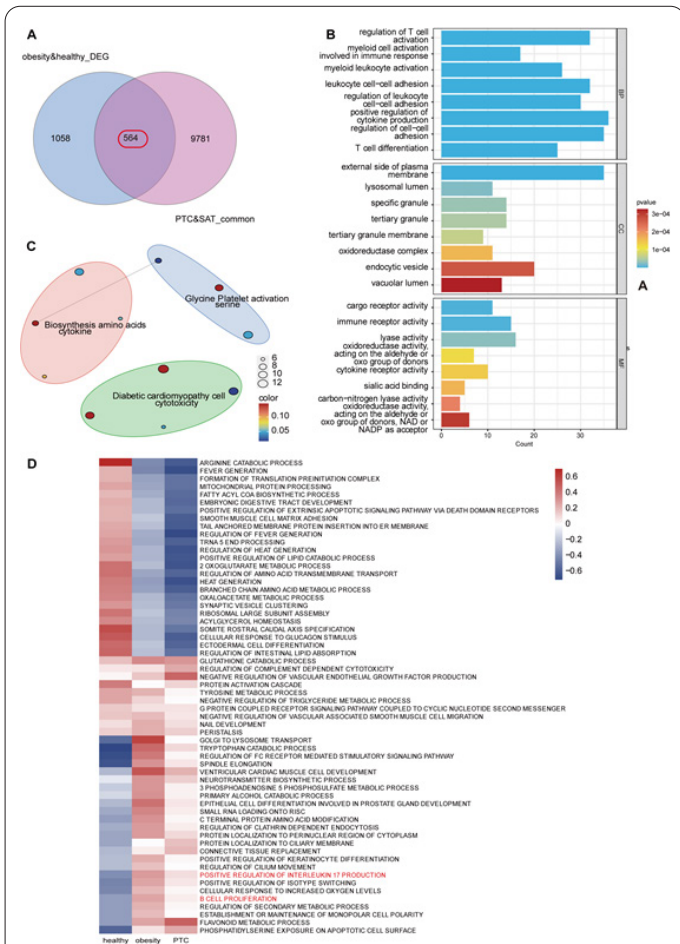 A
obesity&healthy_DEG
1058
564
9781
PTC&SAT_common
B
regulation of T cell
activation
myeloid cell activation
involved in immune response
myeloid leukocyte activation
leukocyte cell-cell adhesion
regulation of leukocyte
cell-cell adhesion
positive regulation of
cytokine production
regulation of cell-cell
adhesion
T cell differentiation
BP
external side of plasma
membrane
lysosomal lumen
specific granule
tertiary granule
tertiary granule membrane
oxidoreductase complex
endocytic vesicle
vacuolar lumen
CC
cargo receptor activity
immune receptor activity
lyase activity
oxidoreductase activity,
acting on the aldehyde or
oxo group of donors
cytokine receptor activity
sialic acid binding
carbon-nitrogen lyase activity
oxidoreductase activity,
acting on the aldehyde or
oxo group of donors, NAD or
NADP as acceptor
MF
0
10
20
30
Count
pvalue
3e-04
2e-04
1e-04
A
C
Biosynthesis amino acids
cytokine
Glycine Platelet activation
serine
Diabetic cardiomyopathy cell
cytotoxicity
6
8
10
12
color
0.10
0.05
D
ARGININE CATABOLIC PROCESS
FEVER GENERATION
FORMATION OF TRANSLATION PREINITIATION COMPLEX
MITOCHONDRIAL PROTEIN PROCESSING
FATTY ACYL COA BIOSYNTHETIC PROCESS
EMBRYONIC DIGESTIVE TRACT DEVELOPMENT
POSITIVE REGULATION OF EXTRINSIC APOPTOTIC SIGNALING PATHWAY VIA DEATH DOMAIN RECEPTORS
SMOOTH MUSCLE CELL MATRIX ADHESION
TAIL ANCHORED MEMBRANE PROTEIN INSERTION INTO ER MEMBRANE
REGULATION OF FEVER GENERATION
TRNA 5 END PROCESSING
REGULATION OF HEAT GENERATION
POSITIVE REGULATION OF LIPID CATABOLIC PROCESS
2 OXOGLUTARATE METABOLIC PROCESS
REGULATION OF AMINO ACID TRANSMEMBRANE TRANSPORT
HEAT GENERATION
BRANCHED CHAIN AMINO ACID METABOLIC PROCESS
OXALOACETATE METABOLIC PROCESS
SYNAPTIC VESICLE CLUSTERING
RIBOSOMAL LARGE SUBUNIT ASSEMBLY
ACYLGLYCEROL HOMEOSTASIS
SOMITE ROSTRAL CAUDAL AXIS SPECIFICATION
CELLULAR RESPONSE TO GLUCAGON STIMULUS
ECTODERMAL CELL DIFFERENTIATION
REGULATION OF INTESTINAL LIPID ABSORPTION
GLUTATHIONE CATABOLIC PROCESS
REGULATION OF COMPLEMENT DEPENDENT CYTOTOXICITY
NEGATIVE REGULATION OF VASCULAR ENDOTHELIAL GROWTH FACTOR PRODUCTION
PROTEIN ACTIVATION CASCADE
TYROSINE METABOLIC PROCESS
NEGATIVE REGULATION OF TRIGLYCERIDE METABOLIC PROCESS
G PROTEIN COUPLED RECEPTOR SIGNALING PATHWAY COUPLED TO CYCLIC NUCLEOTIDE SECOND MESSENGER
NEGATIVE REGULATION OF VASCULAR ASSOCIATED SMOOTH MUSCLE CELL MIGRATION
NAIL DEVELOPMENT
PERISTALSIS
GOLGI TO LYSOSOME TRANSPORT
TRYPTOPHAN CATABOLIC PROCESS
REGULATION OF FC RECEPTOR MEDIATED STIMULATORY SIGNALING PATHWAY
SPINDLE ELONGATION
VENTRICULAR CARDIAC MUSCLE CELL DEVELOPMENT
NEUROTRANSMITTER BIOSYNTHETIC PROCESS
3 PHOSPHOADENOSINE 5 PHOSPHOSULFATE METABOLIC PROCESS
PRIMARY ALCOHOL CATABOLIC PROCESS
EPITHELIAL CELL DIFFERENTIATION INVOLVED IN PROSTATE GLAND DEVELOPMENT
SMALL RNA LOADING ONTO RISC
C TERMINAL PROTEIN AMINO ACID MODIFICATION
REGULATION OF CLATHRIN DEPENDENT ENDOCYTOSIS
PROTEIN LOCALIZATION TO PERINUCLEAR REGION OF CYTOPLASM
PROTEIN LOCALIZATION TO CILIARY MEMBRANE
CONNECTIVE TISSUE REPLACEMENT
POSITIVE REGULATION OF KERATINOCYTE DIFFERENTIATION
REGULATION OF CILIUM MOVEMENT
POSITIVE REGULATION OF INTERLEUKIN 17 PRODUCTION
POSITIVE REGULATION OF ISOTYPE SWITCHING
CELLULAR RESPONSE TO INCREASED OXYGEN LEVELS
B CELL PROLIFERATION
REGULATION OF SECONDARY METABOLIC PROCESS
ESTABLISHMENT OR MAINTENANCE OF MONOPOLAR CELL POLARITY
FLAVONOID METABOLIC PROCESS
PHOSPHATIDYLSERINE EXPOSURE ON APOPTOTIC CELL SURFACE
healthy obesity PTC
0.6
0.4
0.2
0
-0.2
-0.4
-0.6